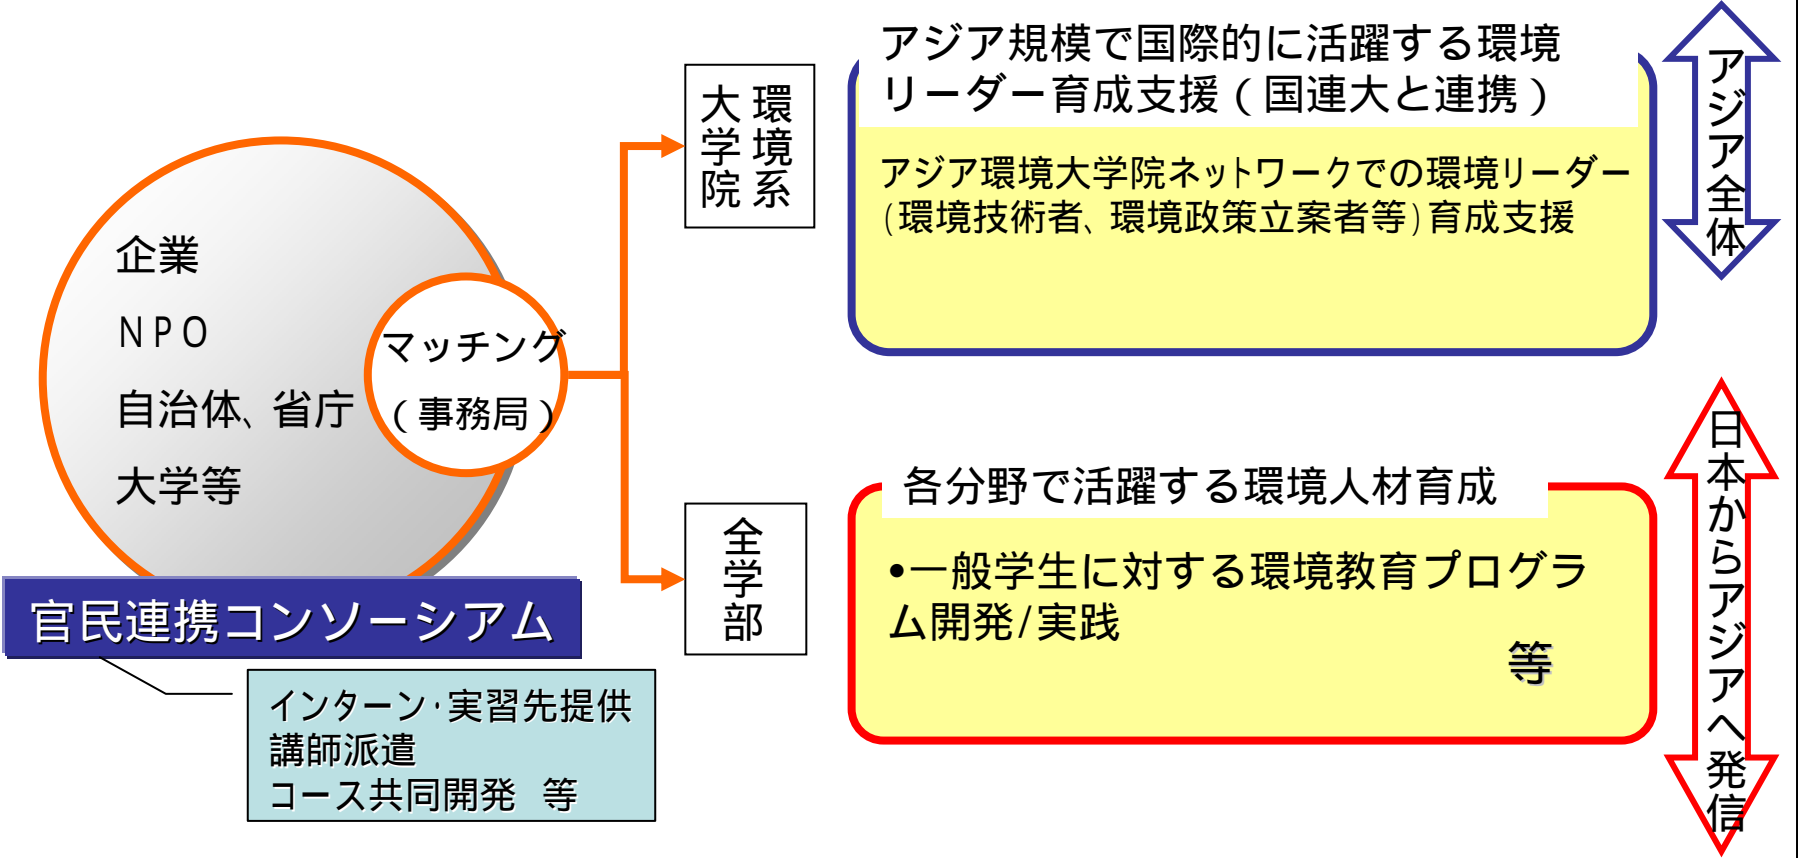 企業
NPO
自治体、省庁
大学等
マッチング
（事務局）
官民連携コンソーシアム
インターン・実習先提供
講師派遣
コース共同開発　等
環境系
大学院
全学部
アジア規模で国際的に活躍する環境
リーダー育成支援（国連大と連携）
アジア環境大学院ネットワークでの環境リーダー
(環境技術者、環境政策立案者等)育成支援
アジア全体
各分野で活躍する環境人材育成
•一般学生に対する環境教育プログラ
ム開発/実践
等
日本からアジアへ発信